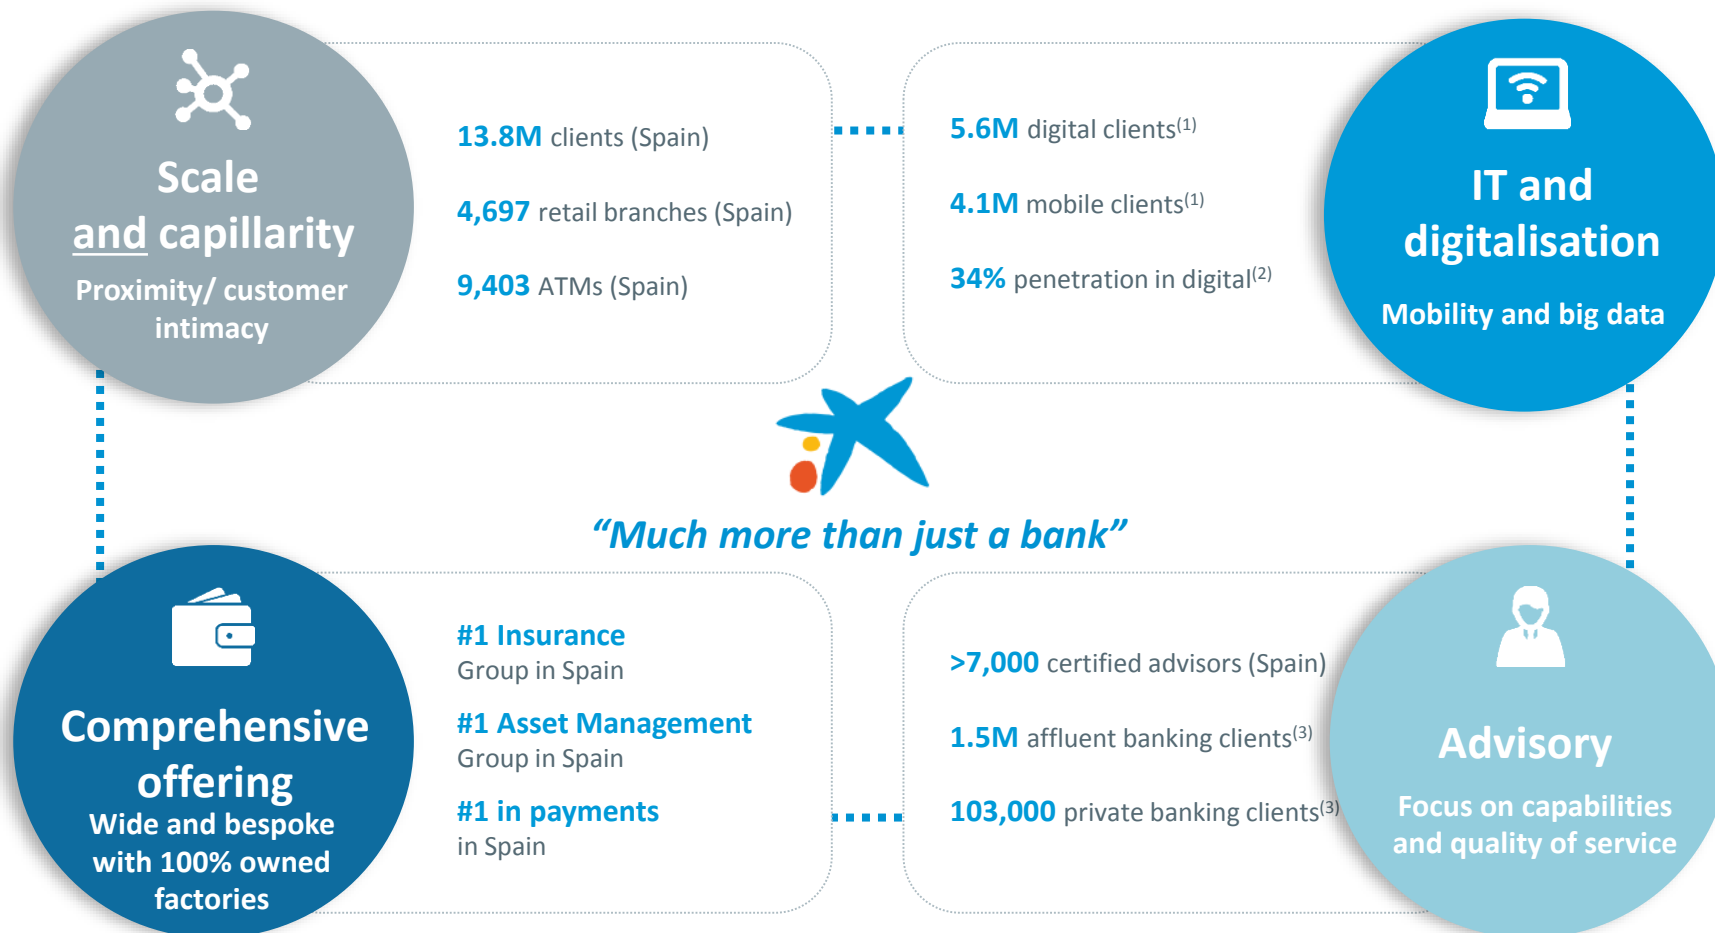 Scale
and capillarity
Proximity/ customer
intimacy
13.8M clients (Spain)
4,697 retail branches (Spain)
9,403 ATMs (Spain)
5.6M digital clients(1)
4.1M mobile clients(1)
34% penetration in digital(2)
IT and
digitalisation
Mobility and big data
“Much more than just a bank”
Comprehensive
offering
Wide and bespoke
with 100% owned
factories
#1 Insurance
Group in Spain
#1 Asset Management
Group in Spain
#1 in payments
in Spain
>7,000 certified advisors (Spain)
1.5M affluent banking clients(3)
103,000 private banking clients(3)
Advisory
Focus on capabilities
and quality of service